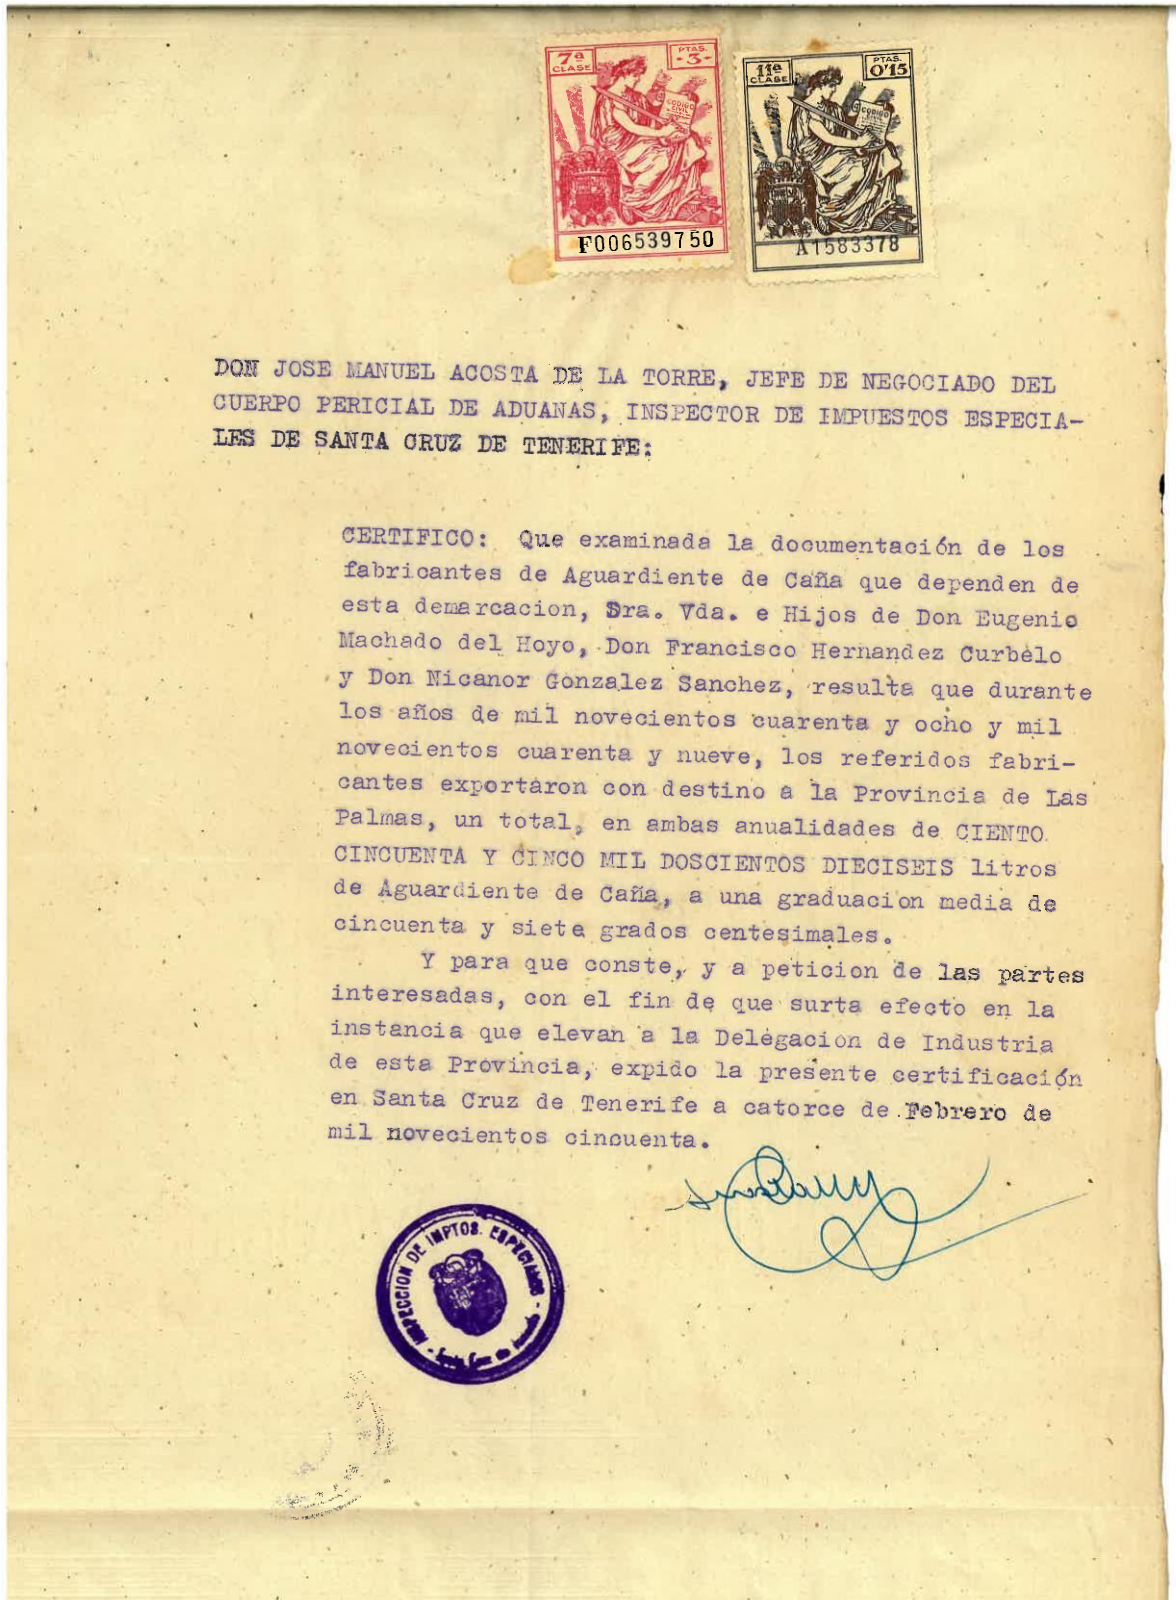 7ª CLASE PTAS. -3-
CODIGO CIVIL
F006539750
11ª CLASE PTAS. 0'15
CODIGO
A1583378
DON JOSE MANUEL ACOSTA DE LA TORRE, JEFE DE NEGOCIADO DEL
CUERPO PERICIAL DE ADUANAS, INSPECTOR DE IMPUESTOS ESPECIA-
LES DE SANTA CRUZ DE TENERIFE:
CERTIFICO: Que examinada la documentación de los
fabricantes de Aguardiente de Caña que dependen de
esta demarcacion, Sra. Vda. e Hijos de Don Eugenio
Machado del Hoyo, Don Francisco Hernandez Curbelo
y Don Nicanor Gonzalez Sanchez, resulta que durante
los años de mil novecientos cuarenta y ocho y mil
novecientos cuarenta y nueve, los referidos fabri-
cantes exportaron con destino a la Provincia de Las
Palmas, un total, en ambas anualidades de CIENTO
CINCUENTA Y CINCO MIL DOSCIENTOS DIECISEIS litros
de Aguardiente de Caña, a una graduacion media de
cincuenta y siete grados centesimales.
Y para que conste, y a peticion de las partes
interesadas, con el fin de que surta efecto en la
instancia que elevan a la Delegacion de Industria
de esta Provincia, expido la presente certificación
en Santa Cruz de Tenerife a catorce de Febrero de
mil novecientos cincuenta.
INSPECCION DE IMPTOS. ESPECIALES